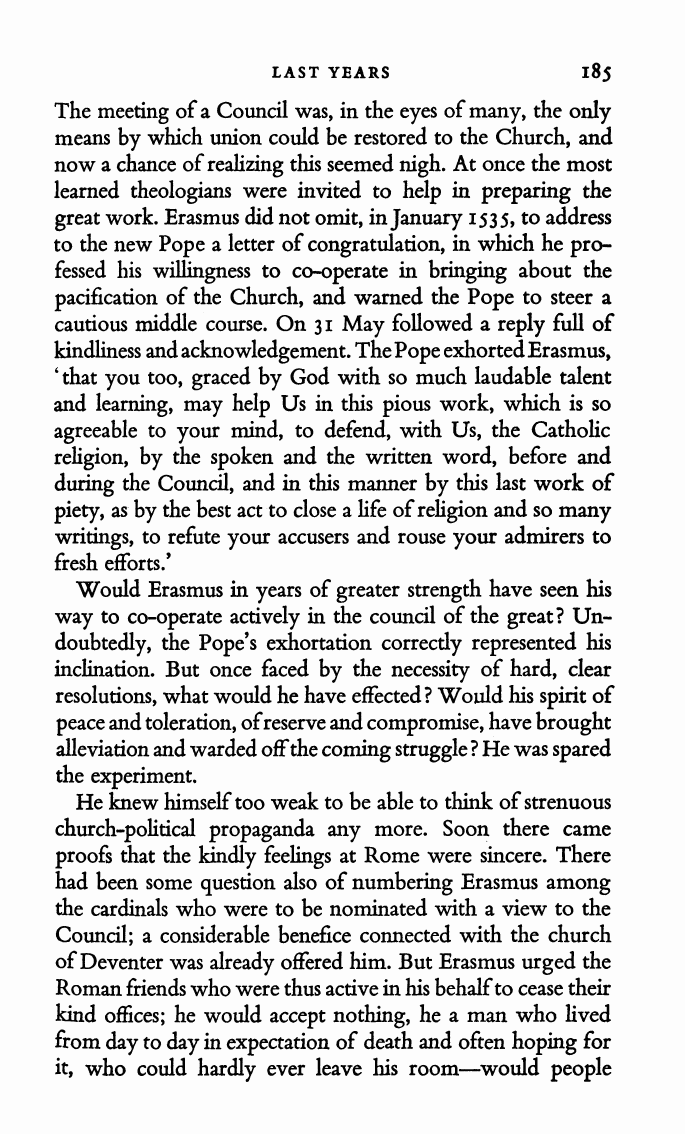 LAST YEARS 185
The meeting of a Council was, in the eyes of many, the only
means by which union could be restored to the Church, and
now a chance of realizing this seemed nigh. At once the most
learned theologians were invited to help in preparing the
great work. Erasmus did not omit, in January 1535, to address
to the new Pope a letter of congratulation, in which he pro-
fessed his willingness to co-operate in bringing about the
pacification of the Church, and warned the Pope to steer a
cautious middle course. On 31 May followed a reply full of
kindliness and acknowledgement. The Pope exhorted Erasmus,
‘that you too, graced by God with so much laudable talent
and learning, may help Us in this pious work, which is so
agreeable to your mind, to defend, with Us, the Catholic
religion, by the spoken and the written word, before and
during the Council, and in this manner by this last work of
piety, as by the best act to close a life of religion and so many
writings, to refute your accusers and rouse your admirers to
fresh efforts.’
Would Erasmus in years of greater strength have seen his
way to co-operate actively in the council of the great? Un-
doubtedly, the Pope’s exhortation correctly represented his
inclination. But once faced by the necessity of hard, clear
resolutions, what would he have effected? Would his spirit of
peace and toleration, of reserve and compromise, have brought
alleviation and warded off the coming struggle? He was spared
the experiment.
He knew himself too weak to be able to think of strenuous
church-political propaganda any more. Soon there came
proofs that the kindly feelings at Rome were sincere. There
had been some question also of numbering Erasmus among
the cardinals who were to be nominated with a view to the
Council; a considerable benefice connected with the church
of Deventer was already offered him. But Erasmus urged the
Roman friends who were thus active in his behalf to cease their
kind offices; he would accept nothing, he a man who lived
from day to day in expectation of death and often hoping for
it, who could hardly ever leave his room—would people